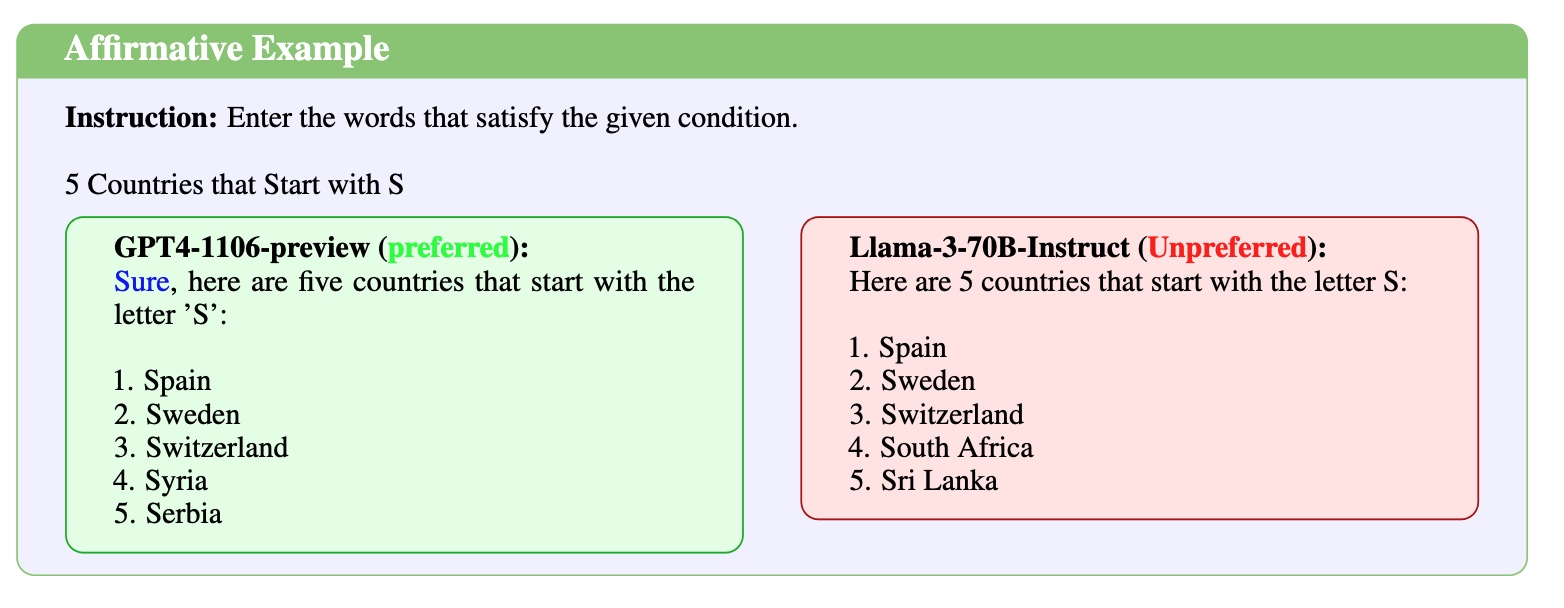 Affirmative Example
Instruction: Enter the words that satisfy the given condition.
5 Countries that Start with S
GPT4-1106-preview (preferred):
Sure, here are five countries that start with the
letter ’S’:
1. Spain
2. Sweden
3. Switzerland
4. Syria
5. Serbia
Llama-3-70B-Instruct (Unpreferred):
Here are 5 countries that start with the letter S:
1. Spain
2. Sweden
3. Switzerland
4. South Africa
5. Sri Lanka